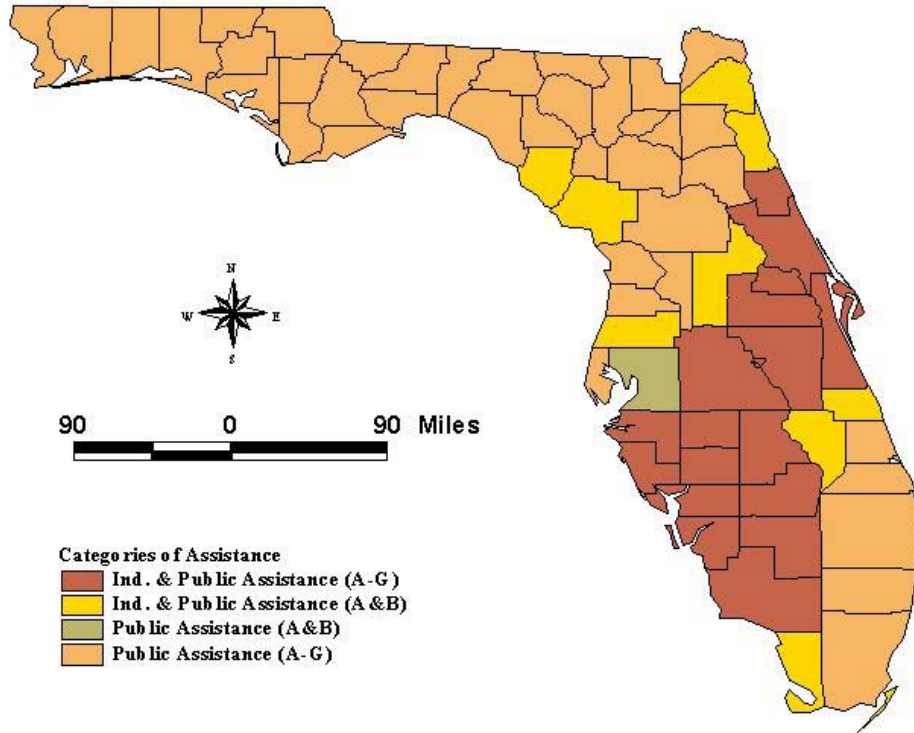 N
W E
S
90 0 90 Miles
Categories of Assistance
Ind. & Public Assistance (A-G)
Ind. & Public Assistance (A&B)
Public Assistance (A&B)
Public Assistance (A-G)